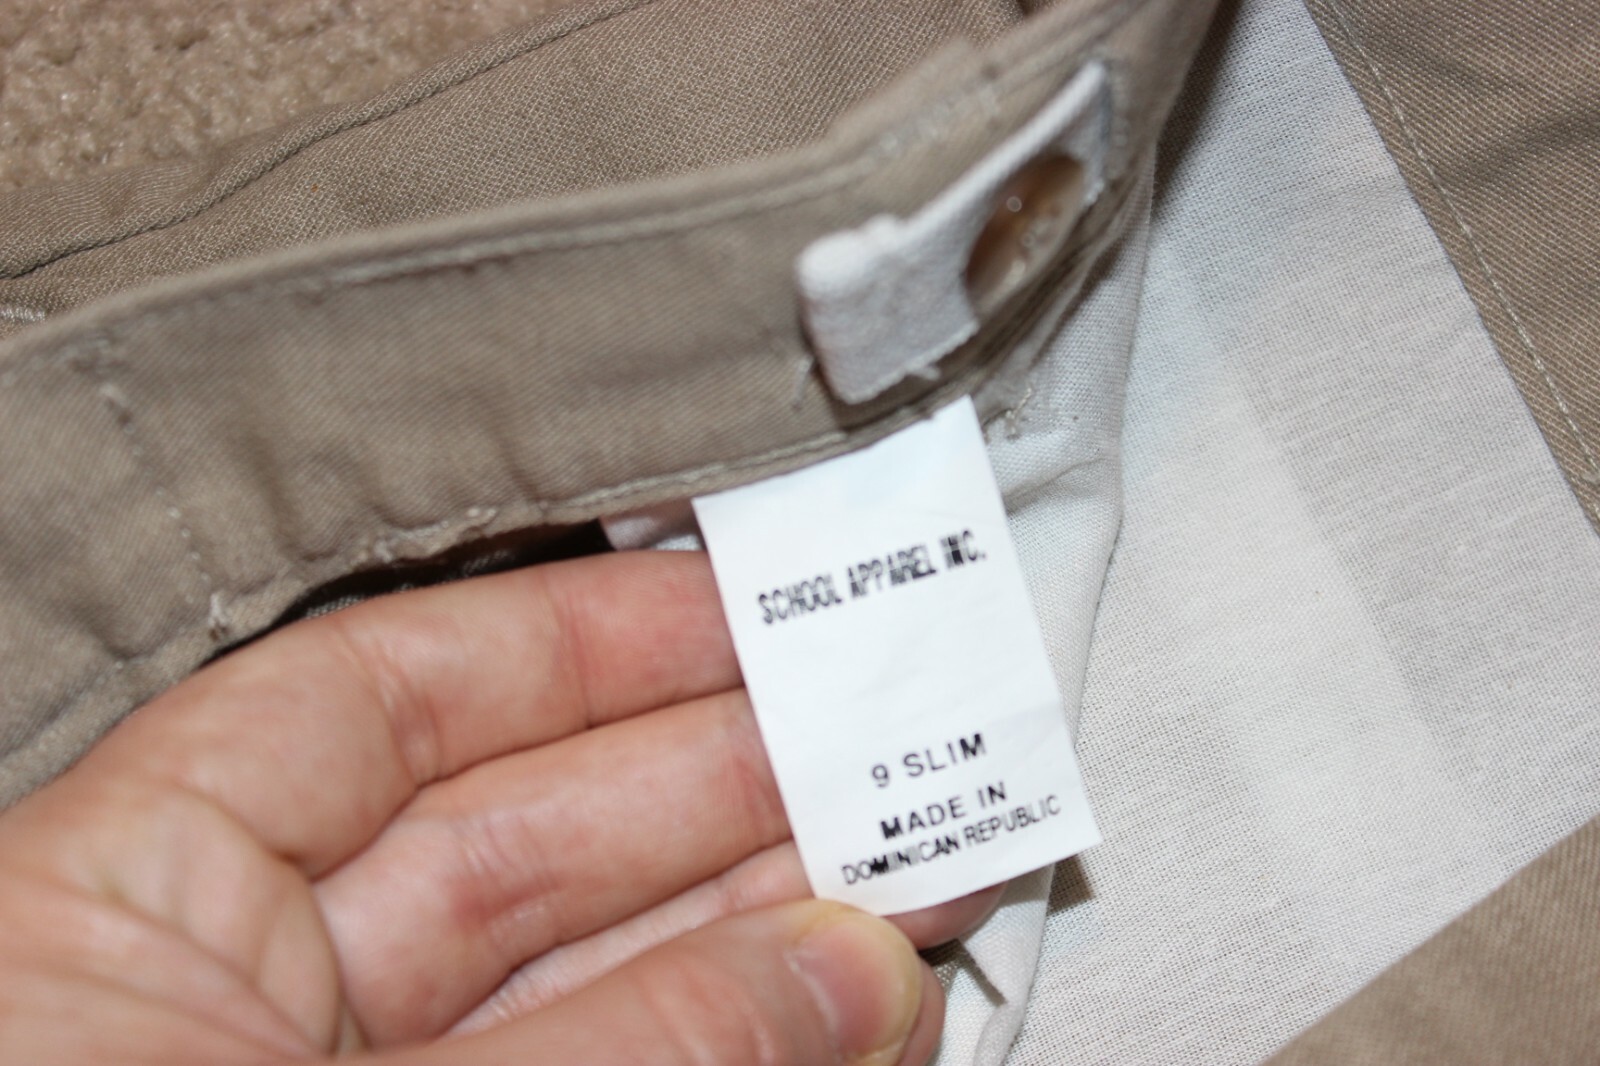 SCHOOL APPAREL INC.
9 SLIM
MADE IN
DOMINICAN REPUBLIC